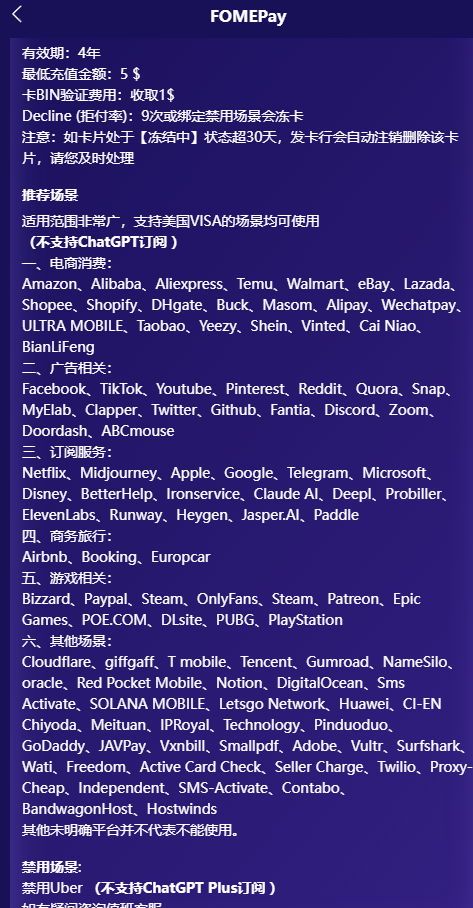 FOMEPay
有效期：4年
最低充值金额：5 $
卡BIN验证费用：收取1$
Decline (拒付率)：9次或绑定禁用场景会冻卡
注意：如卡片处于【冻结中】状态超30天，发卡行会自动注销删除该卡
片，请您及时处理
推荐场景
适用范围非常广，支持美国VISA的场景均可使用
（不支持ChatGPT订阅 ）
一、电商消费：
Amazon、Alibaba、Aliexpress、Temu、Walmart、eBay、Lazada、
Shopee、Shopify、DHgate、Buck、Masom、Alipay、Wechatpay、
ULTRA MOBILE、Taobao、Yeezy、Shein、Vinted、Cai Niao、
BianLiFeng
二、广告相关：
Facebook、TikTok、Youtube、Pinterest、Reddit、Quora、Snap、
MyElab、Clapper、Twitter、Github、Fantia、Discord、Zoom、
Doordash、ABCmouse
三、订阅服务：
Netflix、Midjourney、Apple、Google、Telegram、Microsoft、
Disney、BetterHelp、Ironservice、Claude AI、Deepl、Probiller、
ElevenLabs、Runway、Heygen、Jasper.AI、Paddle
四、商务旅行：
Airbnb、Booking、Europcar
五、游戏相关：
Bizzard、Paypal、Steam、OnlyFans、Steam、Patreon、Epic
Games、POE.COM、DLsite、PUBG、PlayStation
六、其他场景：
Cloudflare、giffgaff、T mobile、Tencent、Gumroad、NameSilo、
oracle、Red Pocket Mobile、Notion、DigitalOcean、Sms
Activate、SOLANA MOBILE、Letsgo Network、Huawei、CI-EN
Chiyoda、Meituan、IPRoyal、Technology、Pinduoduo、
GoDaddy、JAVPay、Vxnbill、Smallpdf、Adobe、Vultr、Surfshark、
Wati、Freedom、Active Card Check、Seller Charge、Twilio、Proxy-
Cheap、Independent、SMS-Activate、Contabo、
BandwagonHost、Hostwinds
其他未明确平台并不代表不能使用。
禁用场景:
禁用Uber （不支持ChatGPT Plus订阅 ）
如有疑问咨询值班客服